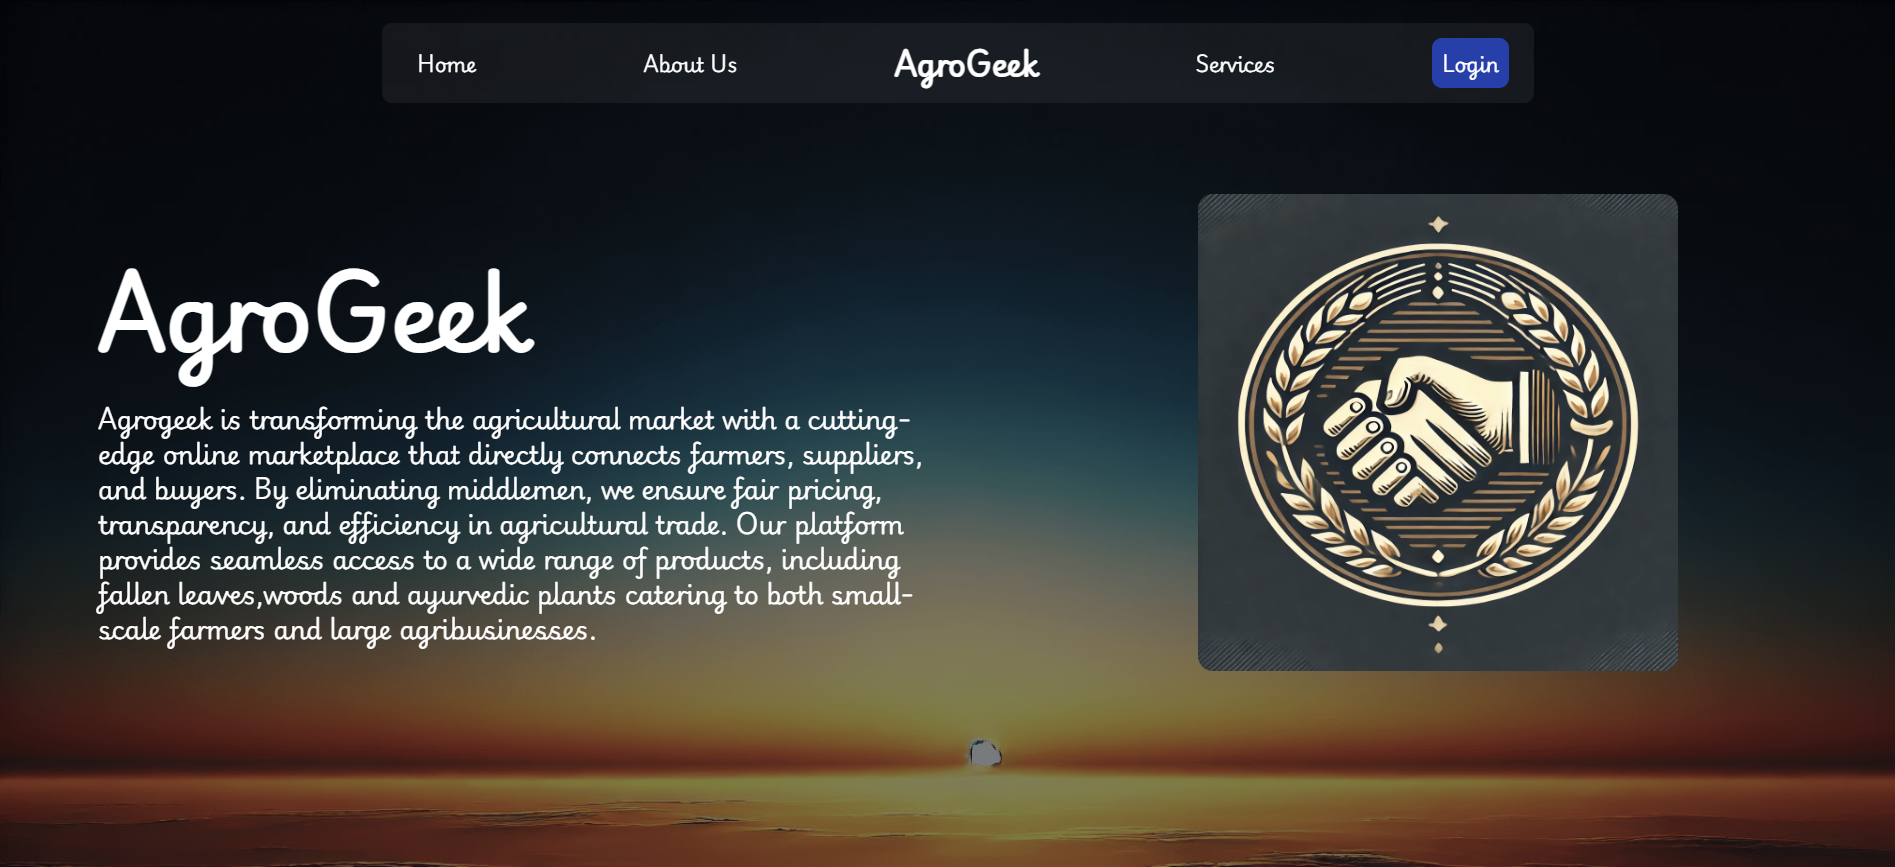 Home
About Us
AgroGeek
Services
Login
AgroGeek
Agrogeek is transforming the agricultural market with a cutting-
edge online marketplace that directly connects farmers, suppliers,
and buyers. By eliminating middlemen, we ensure fair pricing,
transparency, and efficiency in agricultural trade. Our platform
provides seamless access to a wide range of products, including
fallen leaves,woods and ayurvedic plants catering to both small-
scale farmers and large agribusinesses.